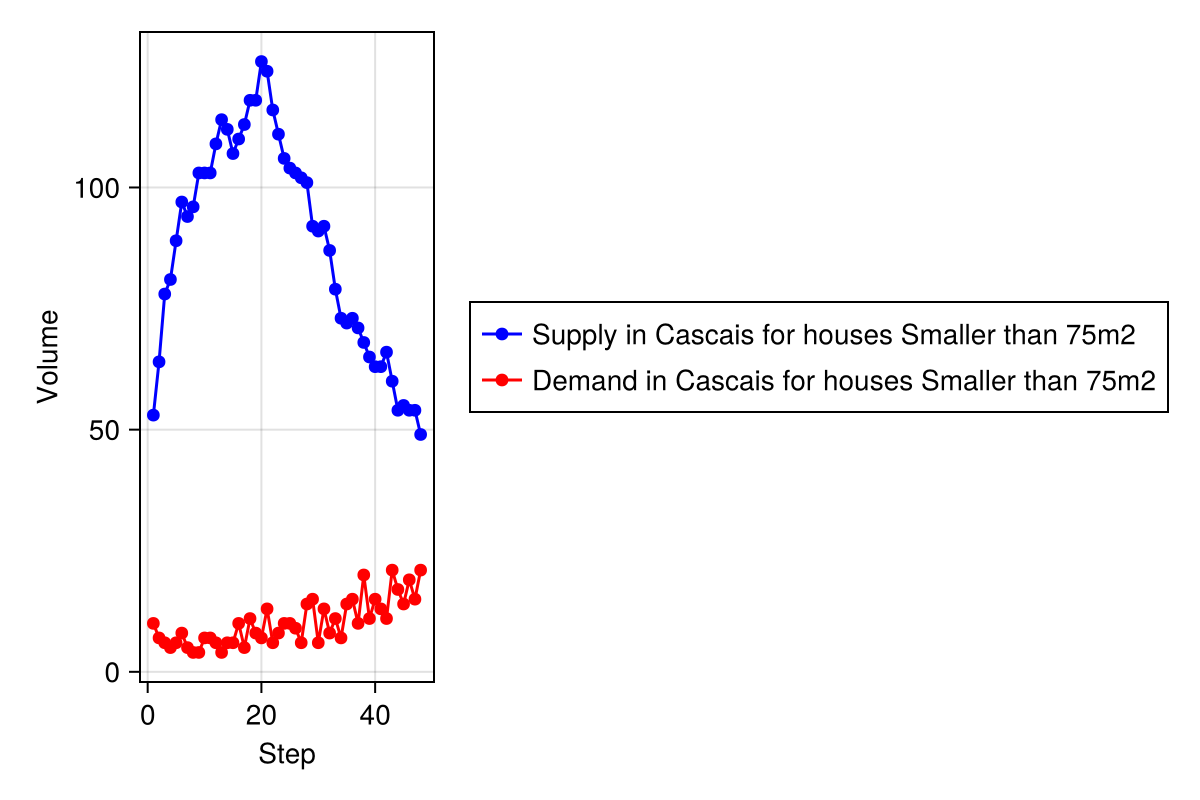 Volume
100
50
0
0 20 40
Step
Supply in Cascais for houses Smaller than 75m2
Demand in Cascais for houses Smaller than 75m2